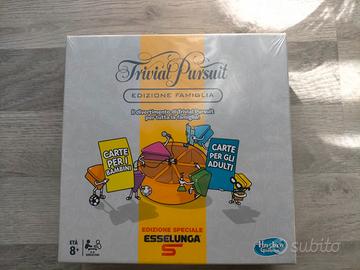 Trivial Pursuit
EDIZIONE FAMIGLIA
Il divertimento di Trivial Pursuit
per tutta la famiglia!
CARTE
PER I
BAMBINI
CARTE
PER GLI
ADULTI
EDIZIONE SPECIALE
ESSELUNGA
S
ETÀ
8+
Hasbro
Gaming
subito